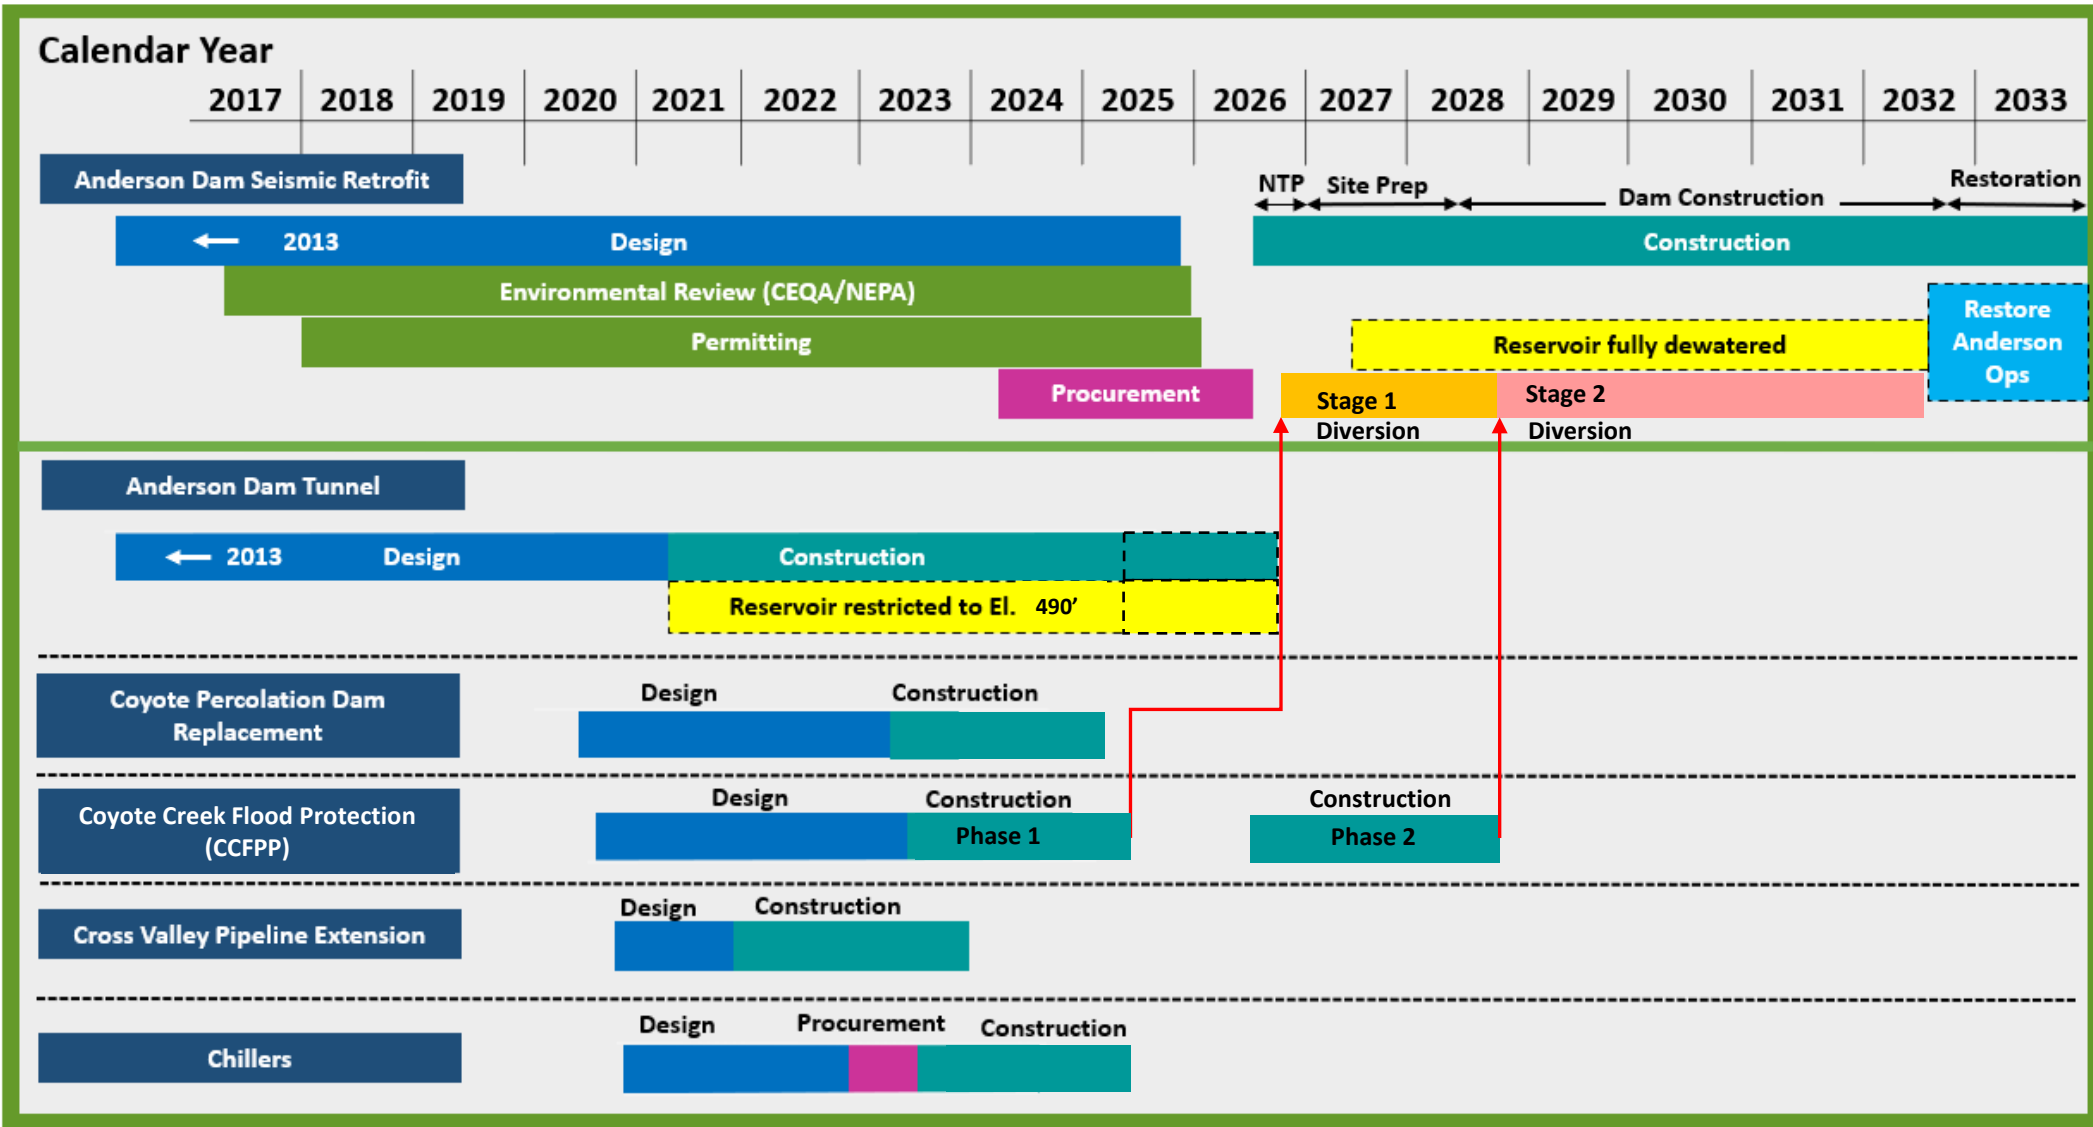 Calendar Year
2017 2018 2019 2020 2021 2022 2023 2024 2025 2026 2027 2028 2029 2030 2031 2032 2033
Anderson Dam Seismic Retrofit
NTP Site Prep Dam Construction Restoration
2013 Design Construction
Environmental Review (CEQA/NEPA)
Permitting
Reservoir fully dewatered
Restore
Anderson
Ops
Procurement
Stage 1
Diversion
Stage 2
Diversion
Anderson Dam Tunnel
2013 Design Construction
Reservoir restricted to El. 490’
Coyote Percolation Dam
Replacement
Design Construction
Coyote Creek Flood Protection
(CCFPP)
Design Construction Construction
Phase 1 Phase 2
Cross Valley Pipeline Extension
Design Construction
Chillers
Design Procurement Construction